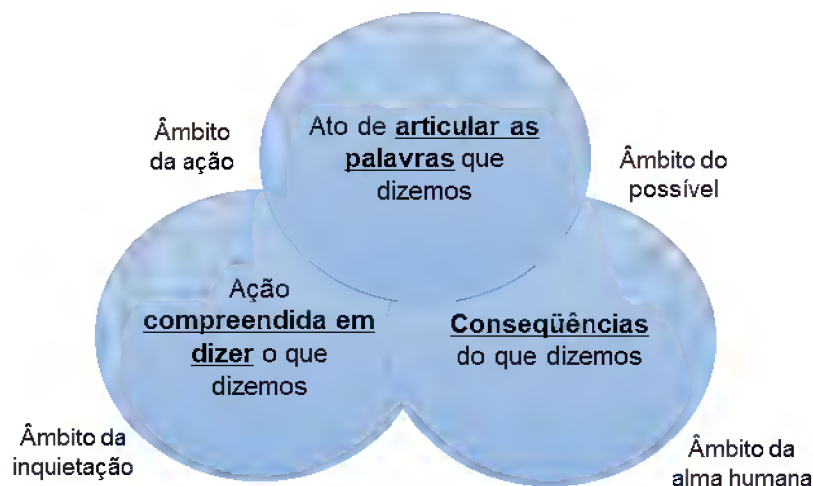 Âmbito
da ação
Ato de articular as
palavras que
dizemos
Âmbito do
possível
Ação
compreendida em
dizer o que
dizemos
Conseqüências
do que dizemos
Âmbito da
inquietação
Âmbito da
alma humana